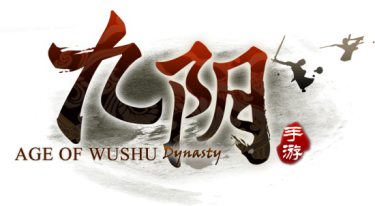 九阴
手游
AGE OF WUSHU Dynasty